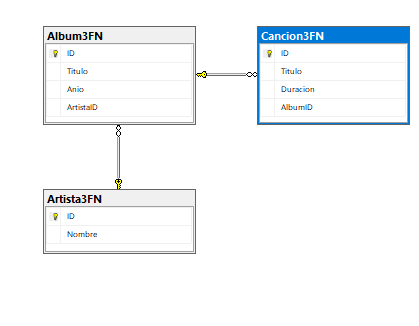 Album3FN
ID
Titulo
Anio
ArtistaID
Cancion3FN
ID
Titulo
Duracion
AlbumID
Artista3FN
ID
Nombre